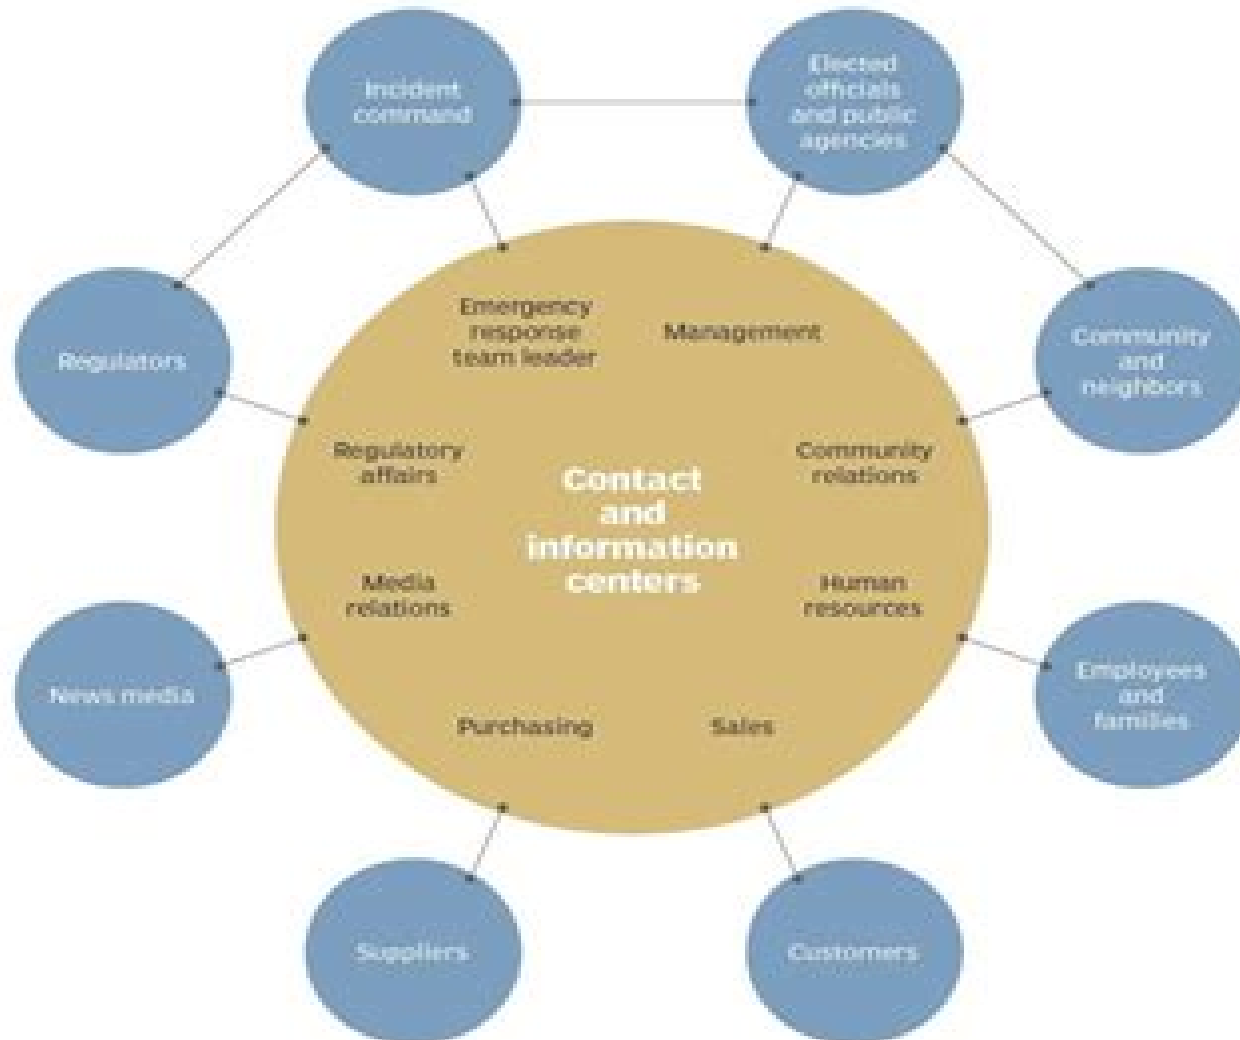 Incident
command
Elected
officials
and public
agencies
Regulators
Emergency
response
team leader
Management
Community
and
neighbors
Regulatory
affairs
Contact
and
information
centers
Community
relations
Media
relations
Human
resources
News media
Employees
and
families
Purchasing
Sales
Suppliers
Customers